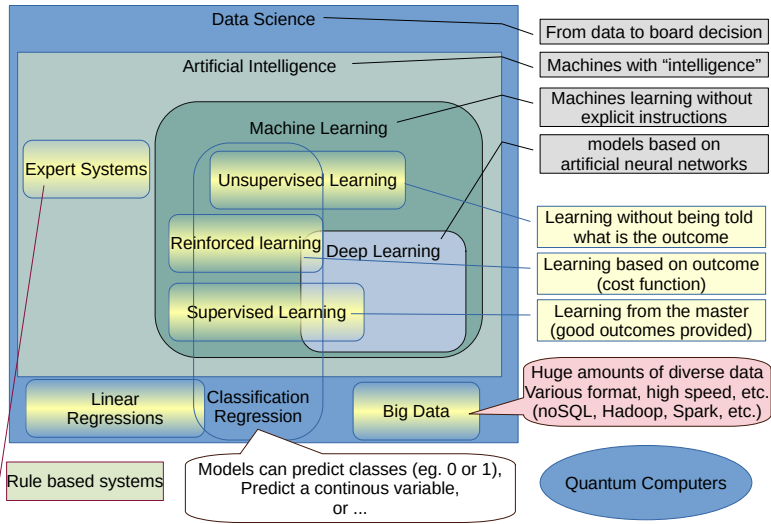 Data Science
From data to board decision
Artificial Intelligence
Machines with “intelligence”
Machines learning without
explicit instructions
Machine Learning
models based on
artificial neural networks
Expert Systems
Unsupervised Learning
Learning without being told
what is the outcome
Reinforced learning
Deep Learning
Learning based on outcome
(cost function)
Supervised Learning
Learning from the master
(good outcomes provided)
Linear
Regressions
Classification
Regression
Big Data
Huge amounts of diverse data
Various format, high speed, etc.
(noSQL, Hadoop, Spark, etc.)
Rule based systems
Models can predict classes (eg. 0 or 1),
Predict a continous variable,
or ...
Quantum Computers